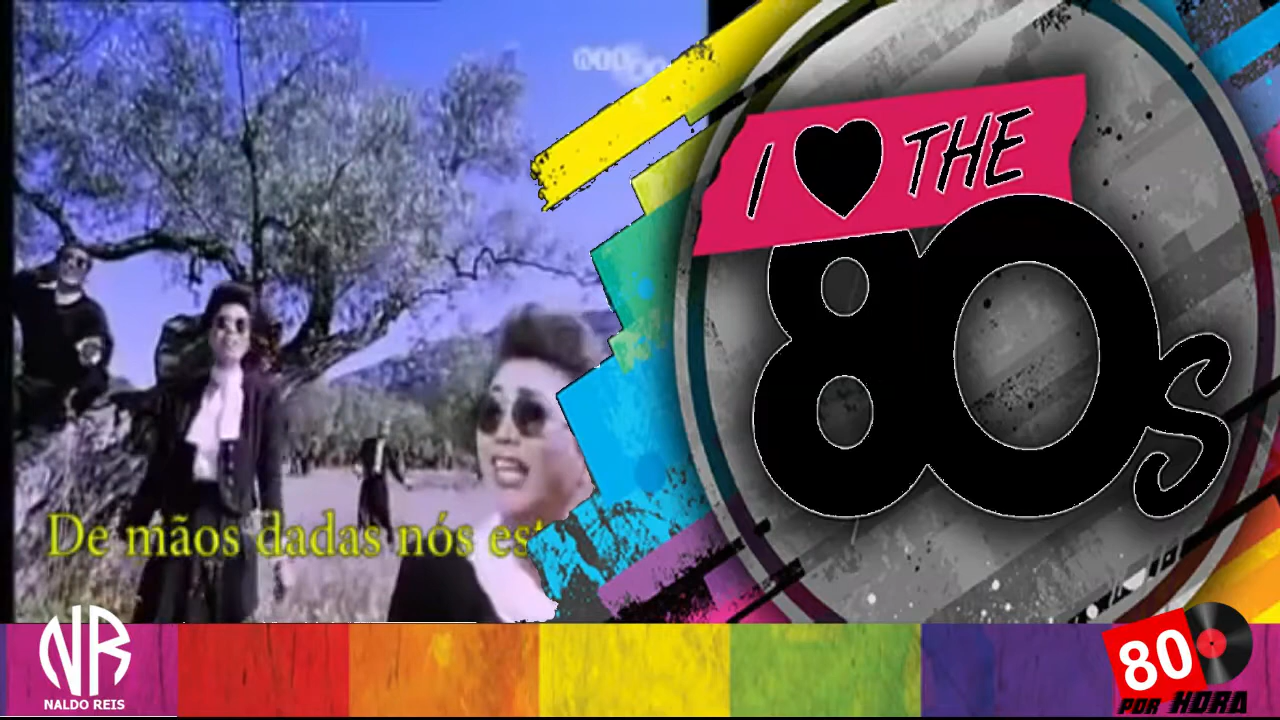 I ♥ THE
80s
De mãos dadas nós est
NR
NALDO REIS
80
POR HORA